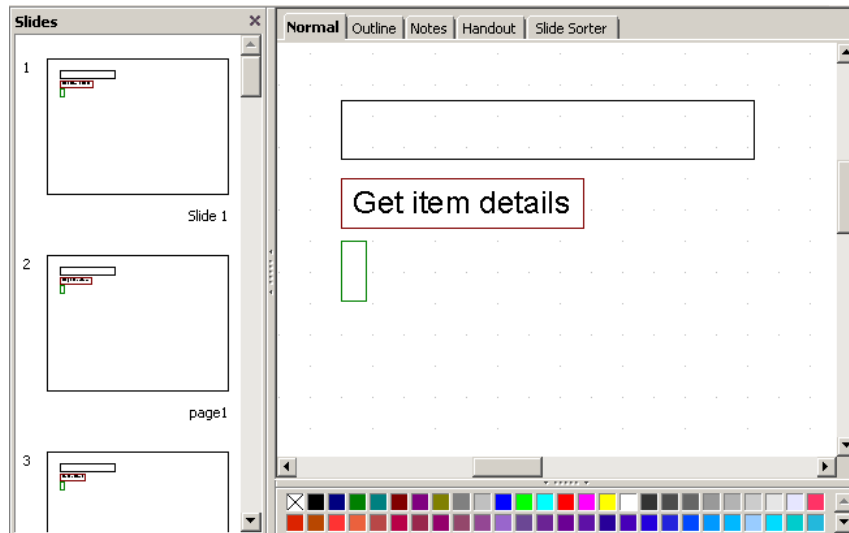 Slides
Normal Outline Notes Handout Slide Sorter
1
Slide 1
Get item details
2
page1
3